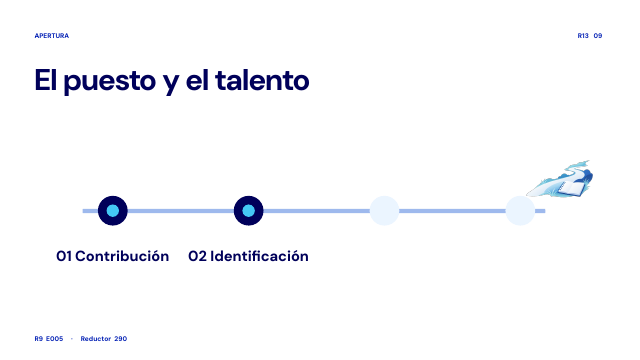 APERTURA
R13 09
El puesto y el talento
01 Contribución
02 Identificación
R9 E005 · Reductor 290